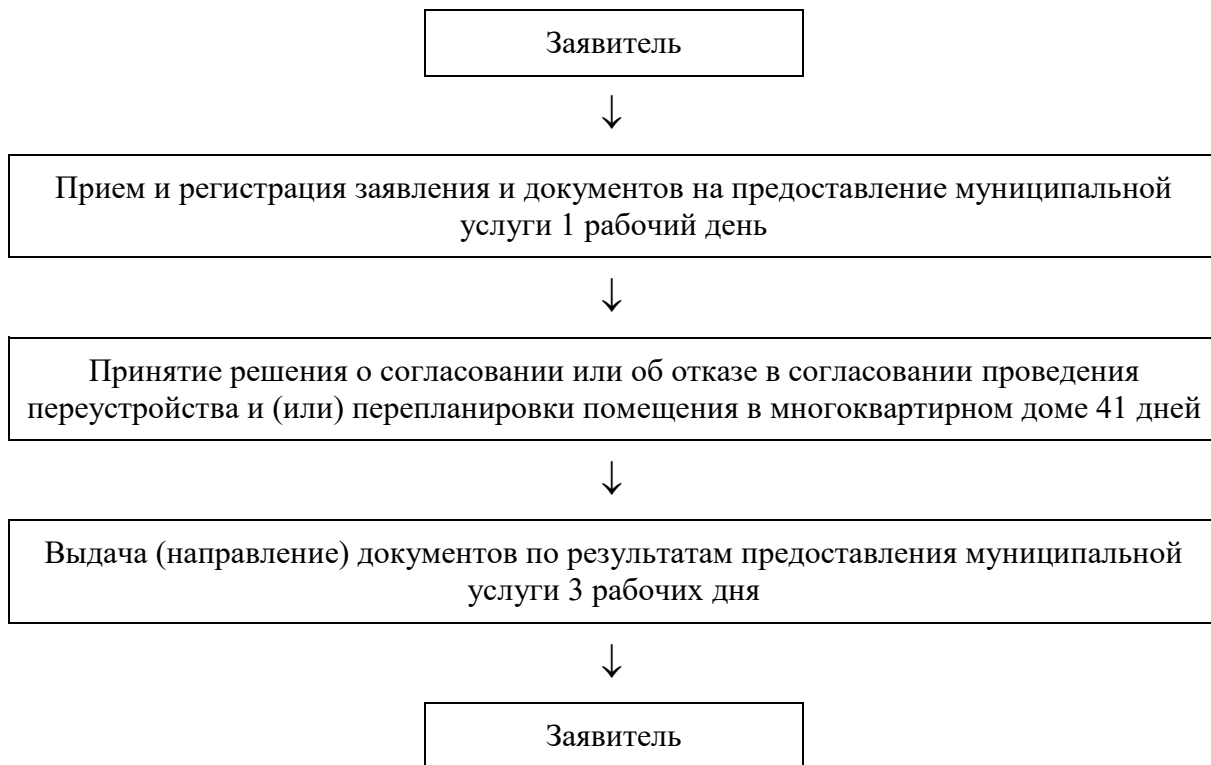 Заявитель
↓
Прием и регистрация заявления и документов на предоставление муниципальной
услуги 1 рабочий день
↓
Принятие решения о согласовании или об отказе в согласовании проведения
переустройства и (или) перепланировки помещения в многоквартирном доме 41 дней
↓
Выдача (направление) документов по результатам предоставления муниципальной
услуги 3 рабочих дня
↓
Заявитель